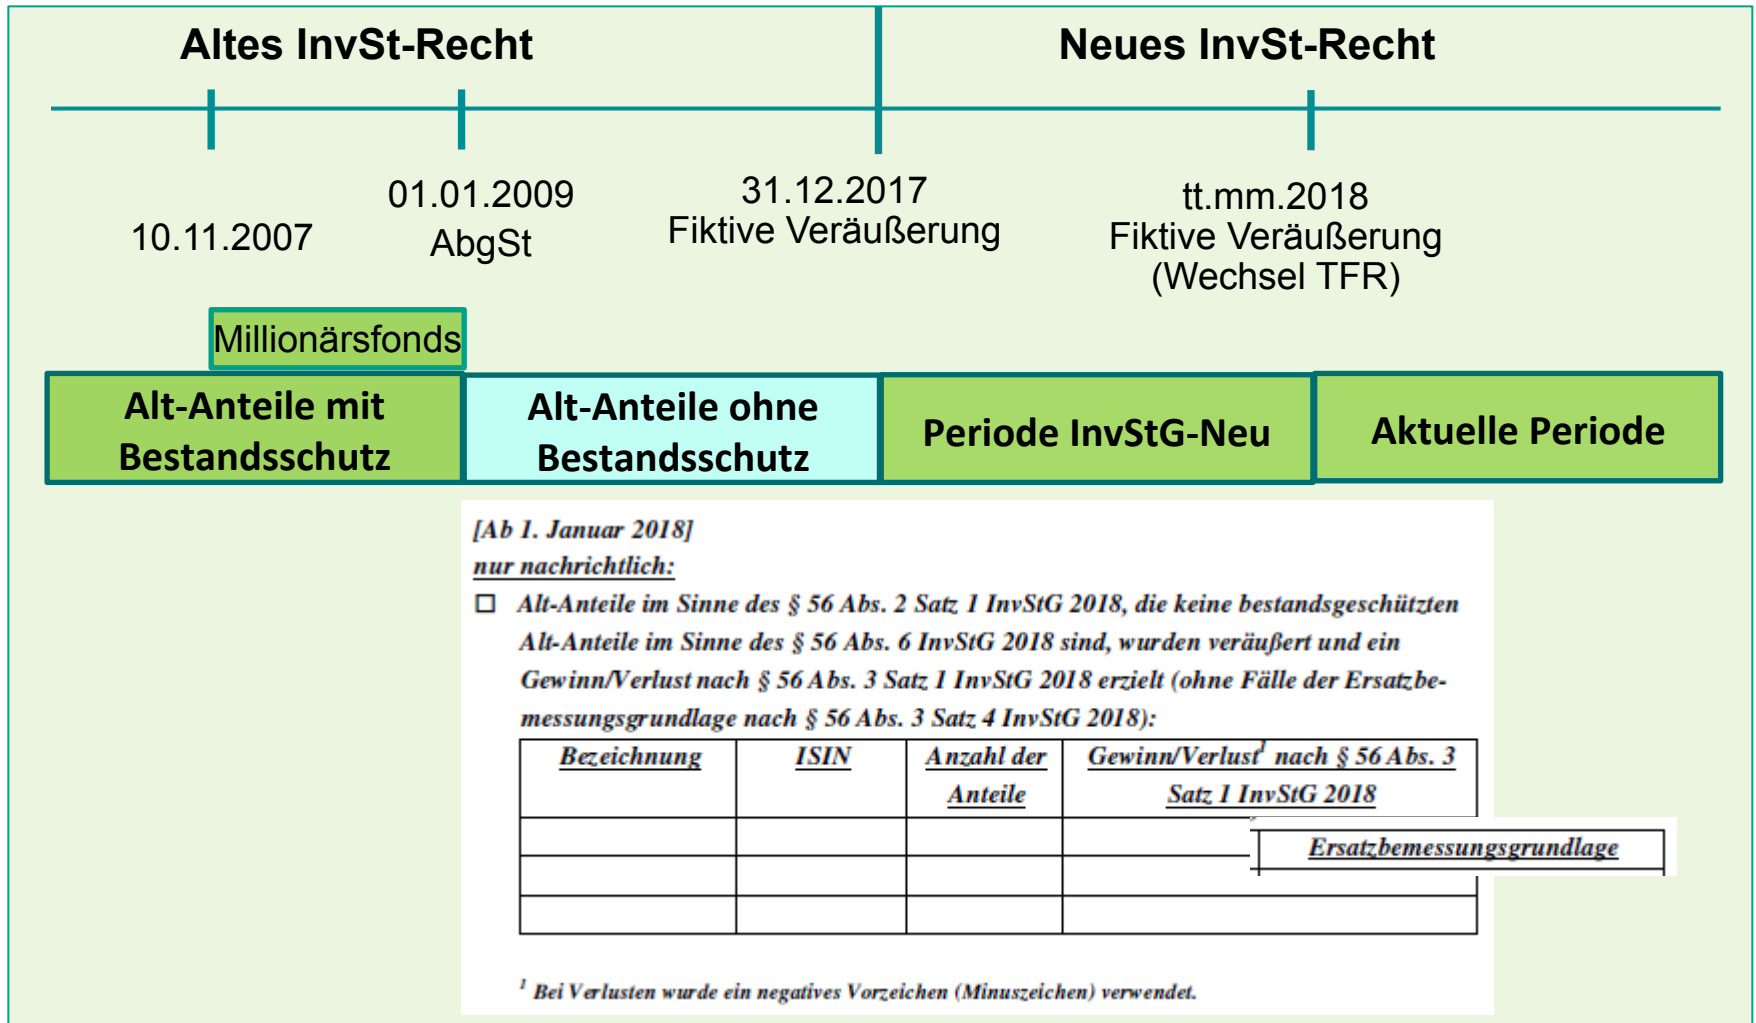 Altes InvSt-Recht
Neues InvSt-Recht
10.11.2007
01.01.2009
AbgSt
31.12.2017
Fiktive Veräußerung
tt.mm.2018
Fiktive Veräußerung
(Wechsel TFR)
Millionärsfonds
Alt-Anteile mit
Bestandsschutz
Alt-Anteile ohne
Bestandsschutz
Periode InvStG-Neu
Aktuelle Periode
[Ab 1. Januar 2018]
nur nachrichtlich:
☐ Alt-Anteile im Sinne des § 56 Abs. 2 Satz 1 InvStG 2018, die keine bestandsgeschützten
Alt-Anteile im Sinne des § 56 Abs. 6 InvStG 2018 sind, wurden veräußert und ein
Gewinn/Verlust nach § 56 Abs. 3 Satz 1 InvStG 2018 erzielt (ohne Fälle der Ersatzbe-
messungsgrundlage nach § 56 Abs. 3 Satz 4 InvStG 2018):
Bezeichnung
ISIN
Anzahl der
Anteile
Gewinn/Verlust¹ nach § 56 Abs. 3
Satz 1 InvStG 2018
Ersatzbemessungsgrundlage
¹ Bei Verlusten wurde ein negatives Vorzeichen (Minuszeichen) verwendet.